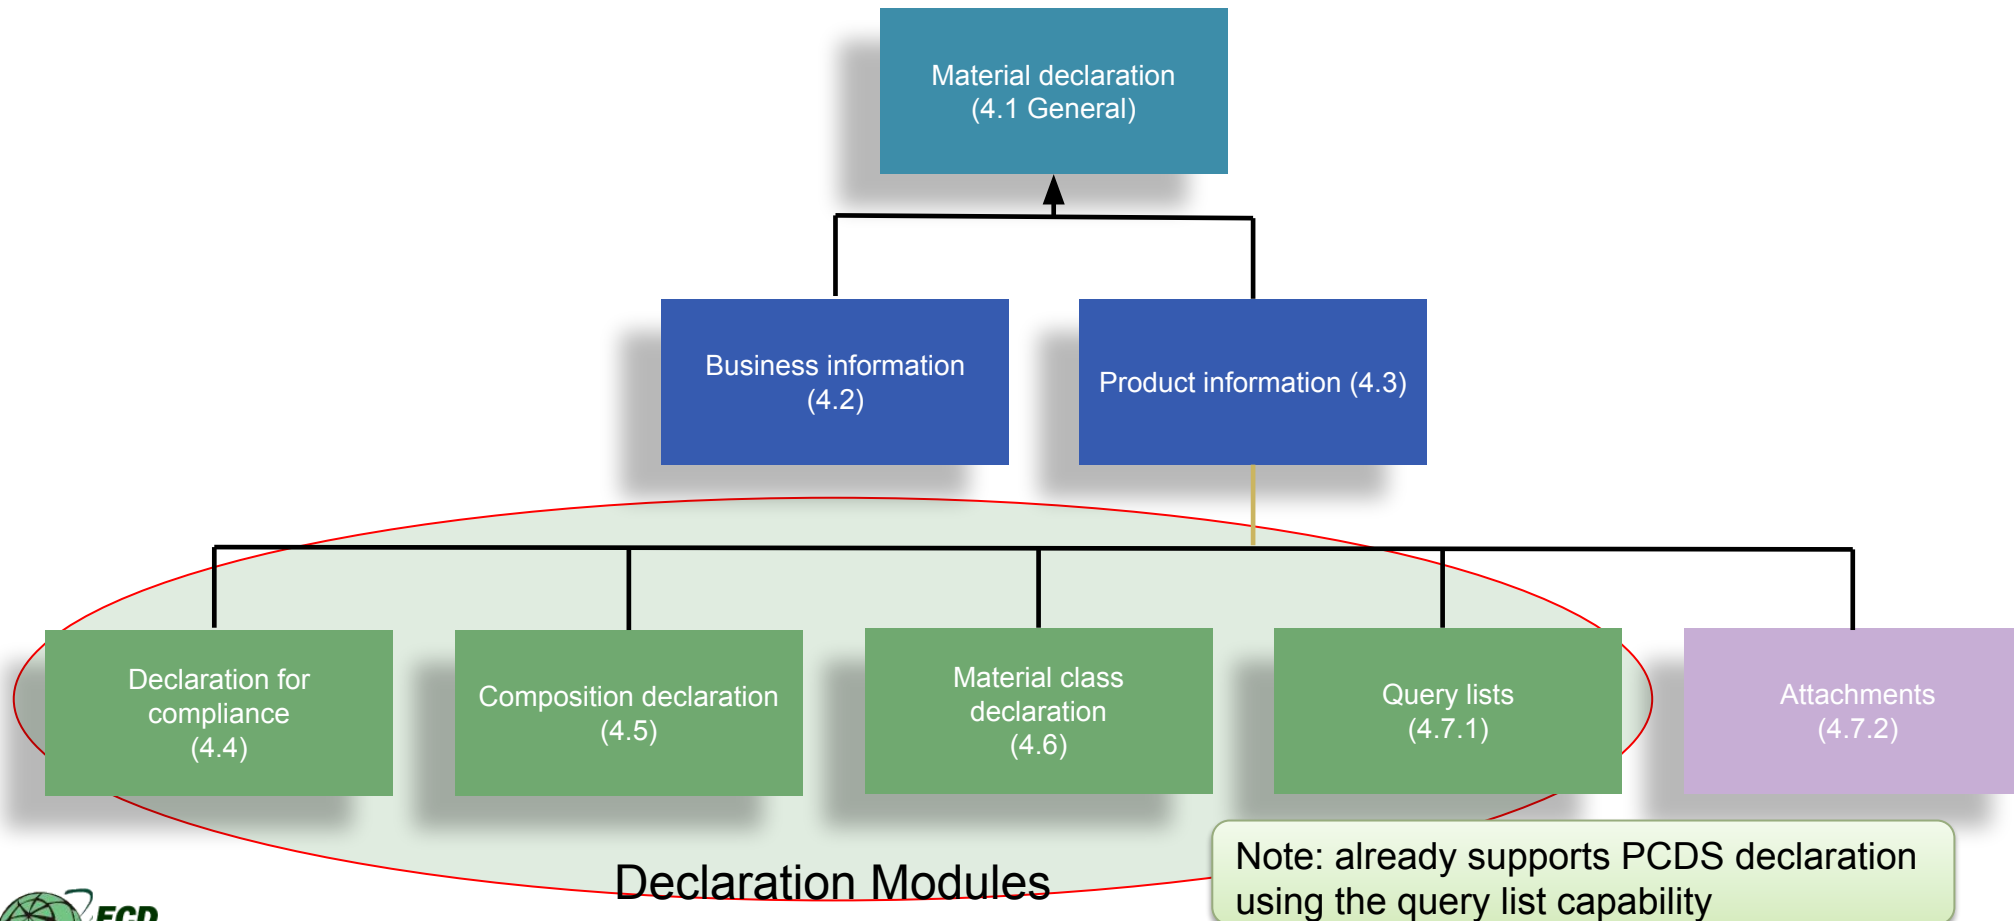 Material declaration
(4.1 General)
Business information
(4.2)
Product information (4.3)
Declaration for
compliance
(4.4)
Composition declaration
(4.5)
Material class
declaration
(4.6)
Query lists
(4.7.1)
Attachments
(4.7.2)
Declaration Modules
Note: already supports PCDS declaration
using the query list capability
ECD